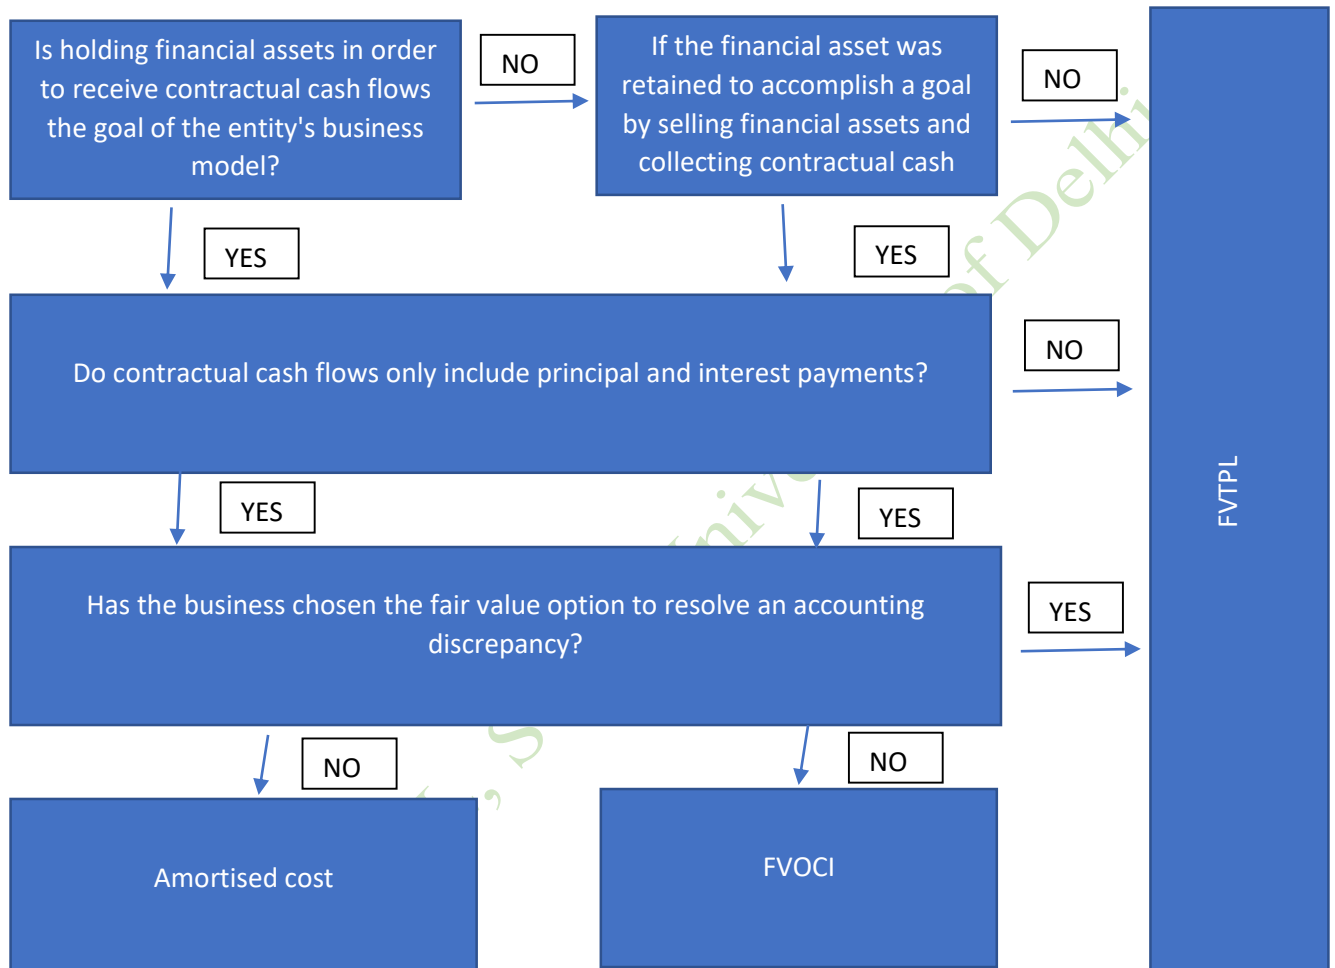 Is holding financial assets in order
to receive contractual cash flows
the goal of the entity's business
model?
NO
If the financial asset was
retained to accomplish a goal
by selling financial assets and
collecting contractual cash
NO
YES
YES
Do contractual cash flows only include principal and interest payments?
NO
YES
YES
Has the business chosen the fair value option to resolve an accounting
discrepancy?
YES
NO
NO
Amortised cost
FVOCI
FVTPL
of Delhi